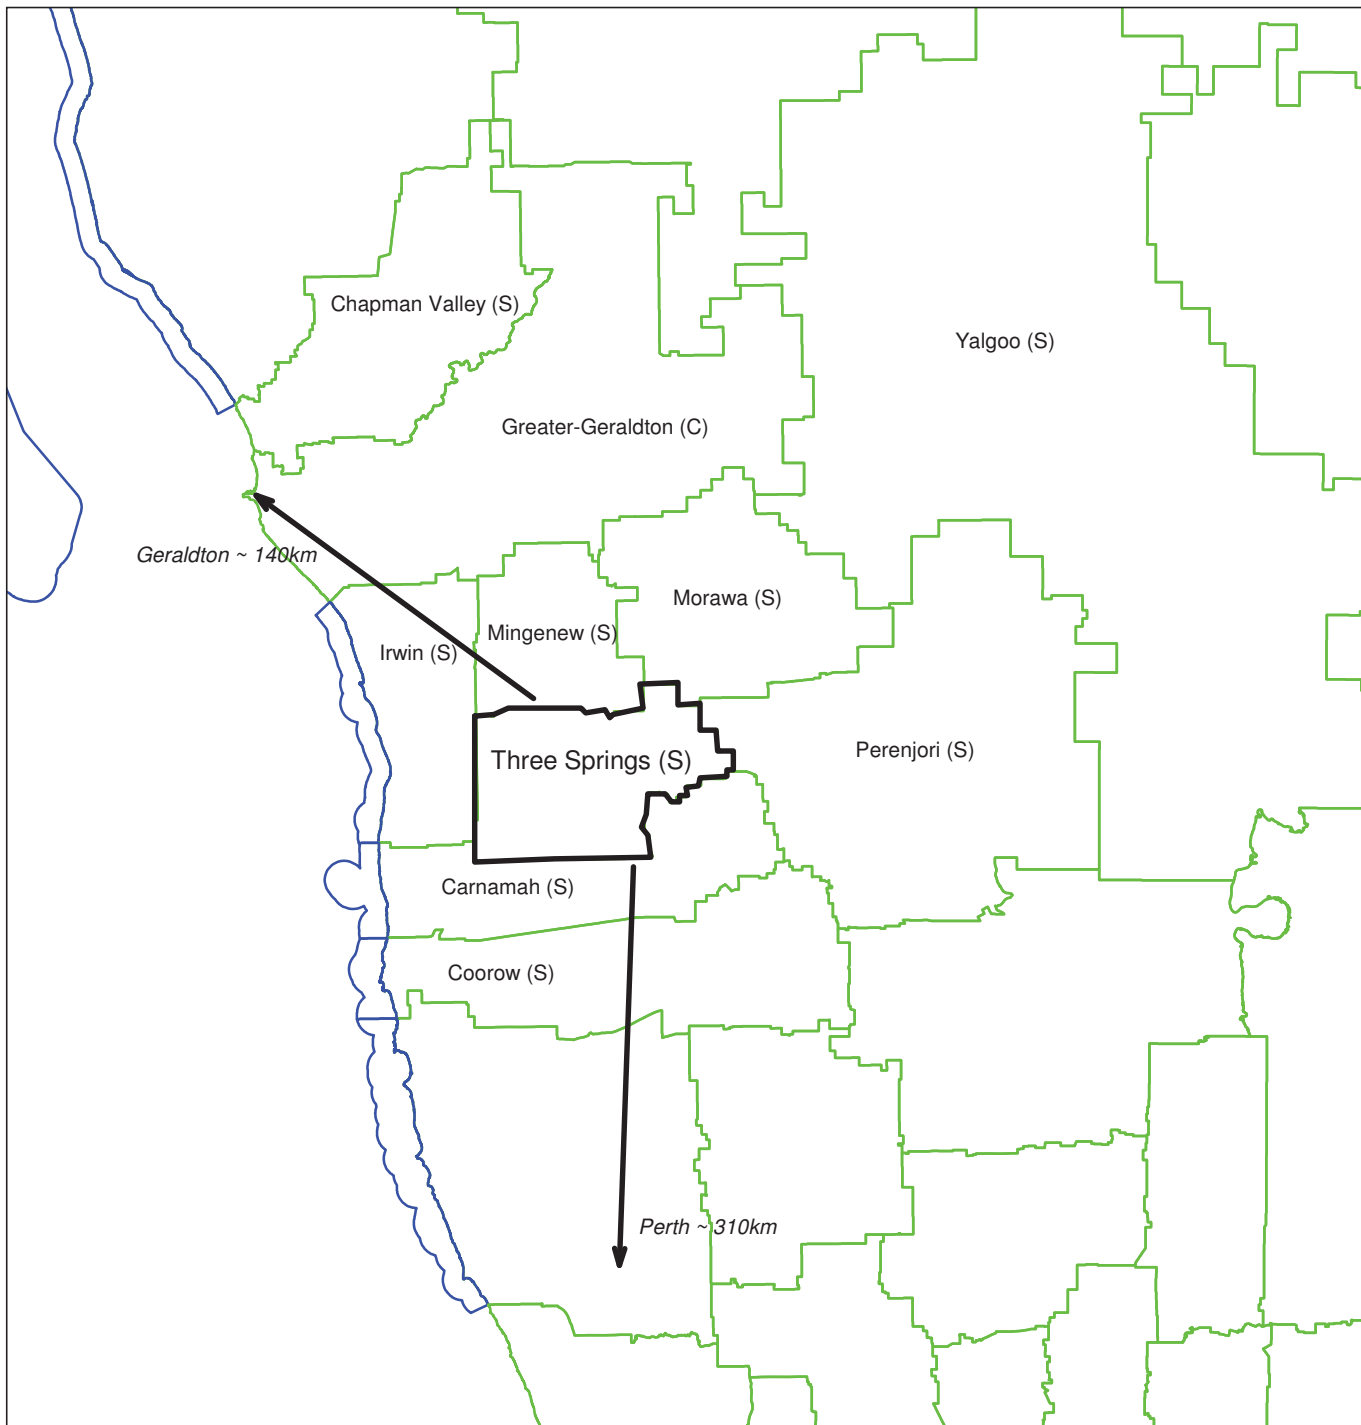 Chapman Valley (S)
Yalgoo (S)
Greater-Geraldton (C)
Geraldton ~ 140km
Morawa (S)
Mingenew (S)
Irwin (S)
Three Springs (S)
Perenjori (S)
Carnamah (S)
Coorow (S)
Perth ~ 310km